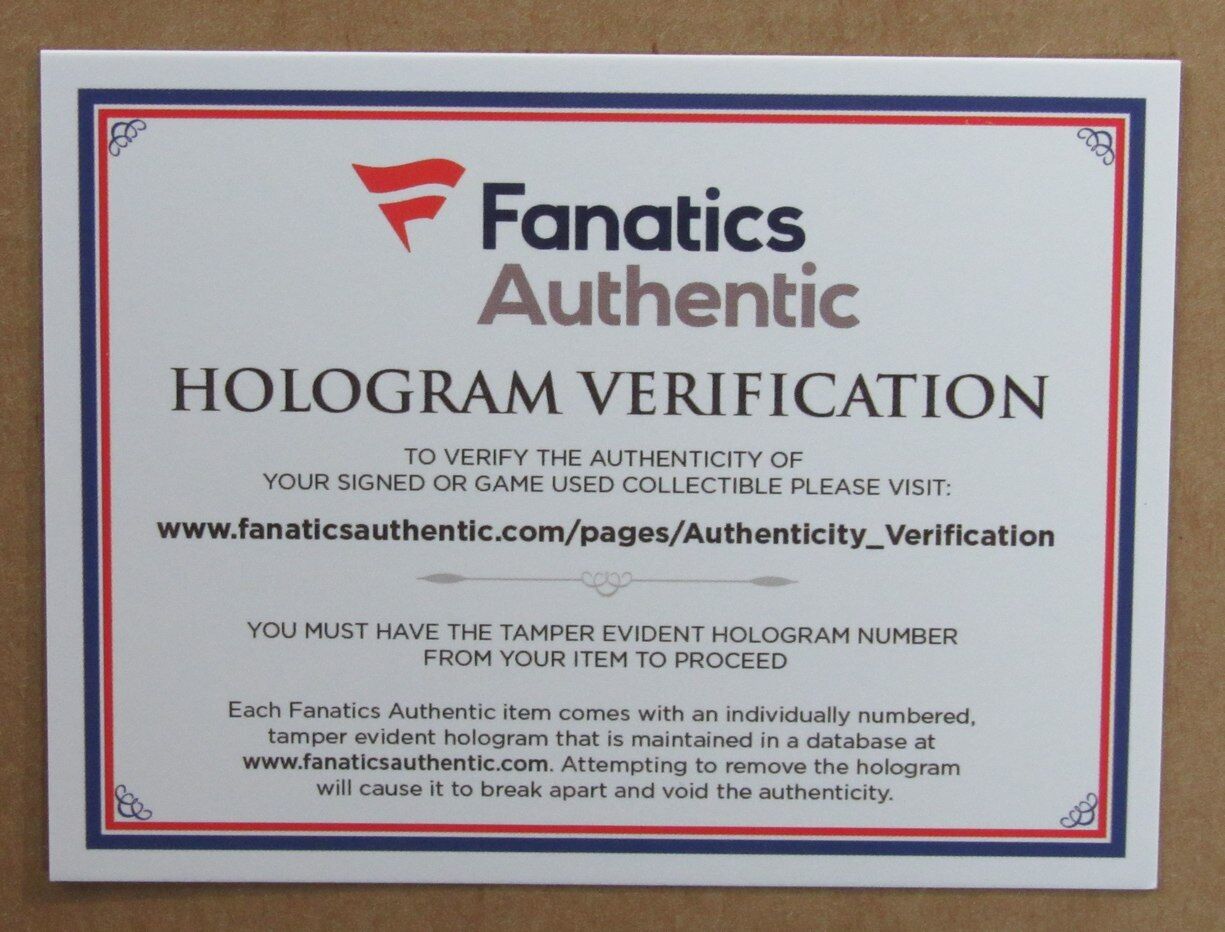 Fanatics
Authentic
HOLOGRAM VERIFICATION
TO VERIFY THE AUTHENTICITY OF
YOUR SIGNED OR GAME USED COLLECTIBLE PLEASE VISIT:
www.fanaticsauthentic.com/pages/Authenticity_Verification
YOU MUST HAVE THE TAMPER EVIDENT HOLOGRAM NUMBER
FROM YOUR ITEM TO PROCEED
Each Fanatics Authentic item comes with an individually numbered,
tamper evident hologram that is maintained in a database at
www.fanaticsauthentic.com. Attempting to remove the hologram
will cause it to break apart and void the authenticity.